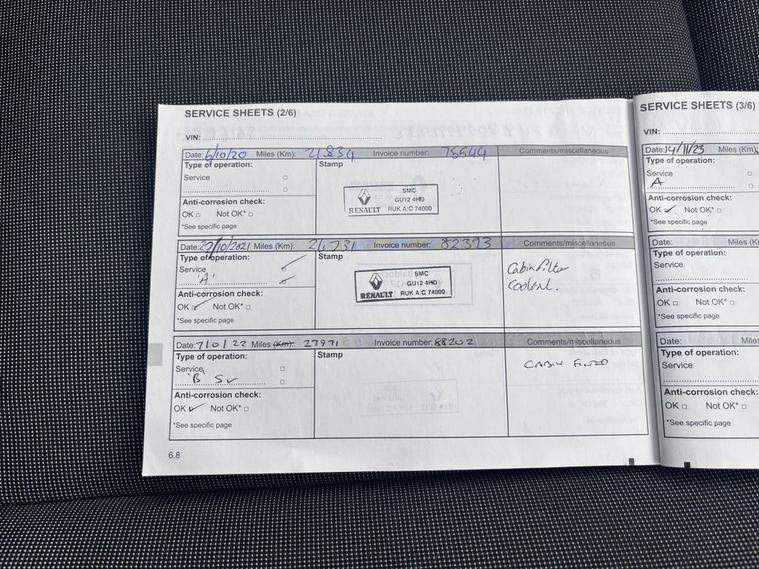 SERVICE SHEETS (2/6)
VIN:
Date: 6/10/20 Miles (Km): 21834 Invoice number: 75544 Comments/miscellaneous
Type of operation: Stamp
Service
Anti-corrosion check:
OK Not OK*
*See specific page
RENAULT
SMC
GU12 4HD
RUK A/C 74000
Date: 27/10/2021 Miles (Km): Invoice number: 82373 Comments/miscellaneous
Type of operation: Stamp
Service
'A'
Anti-corrosion check:
OK ✓ Not OK*
*See specific page
RENAULT
SMC
GU12 4HD
RUK A/C 74000
Cabin Filter
Coolant.
Date: Miles (Km): 27971 Invoice number: 88202 Comments/miscellaneous
Type of operation: Stamp
Service
'B' SV
Anti-corrosion check:
OK ✓ Not OK*
*See specific page
CABIN FILTER
6.8
SERVICE SHEETS (3/6)
VIN:
Date: 14/11/23 Miles (Km)
Type of operation:
Service
A
Anti-corrosion check:
OK ✓ Not OK*
*See specific page
Date: Miles (K
Type of operation:
Service
Anti-corrosion check:
OK Not OK*
*See specific page
Date: Miles
Type of operation:
Service
Anti-corrosion check:
OK Not OK*
*See specific page